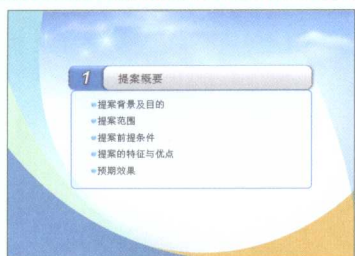 1 提案概要
提案背景及目的
提案范围
提案前提条件
提案的特征与优点
预期效果